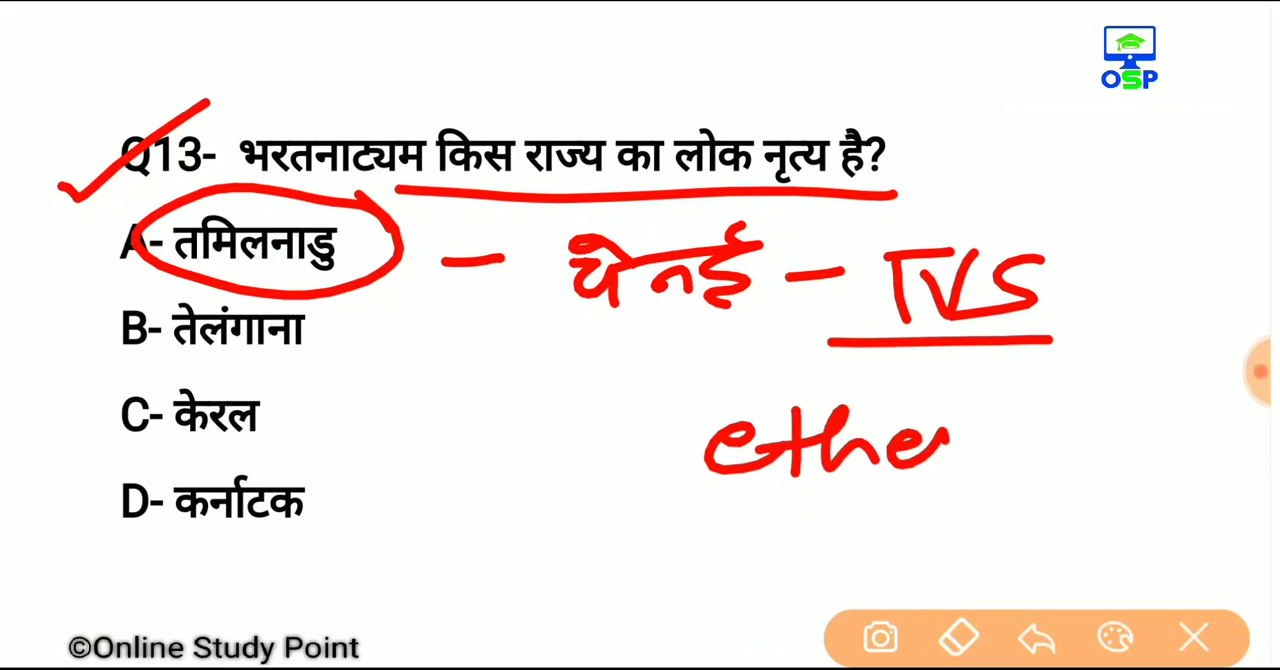 OSP
Q13- भरतनाट्यम किस राज्य का लोक नृत्य है?
A- तमिलनाडु - चेन्नई - TVS
B- तेलंगाना
C- केरल
ethe
D- कर्नाटक
©Online Study Point